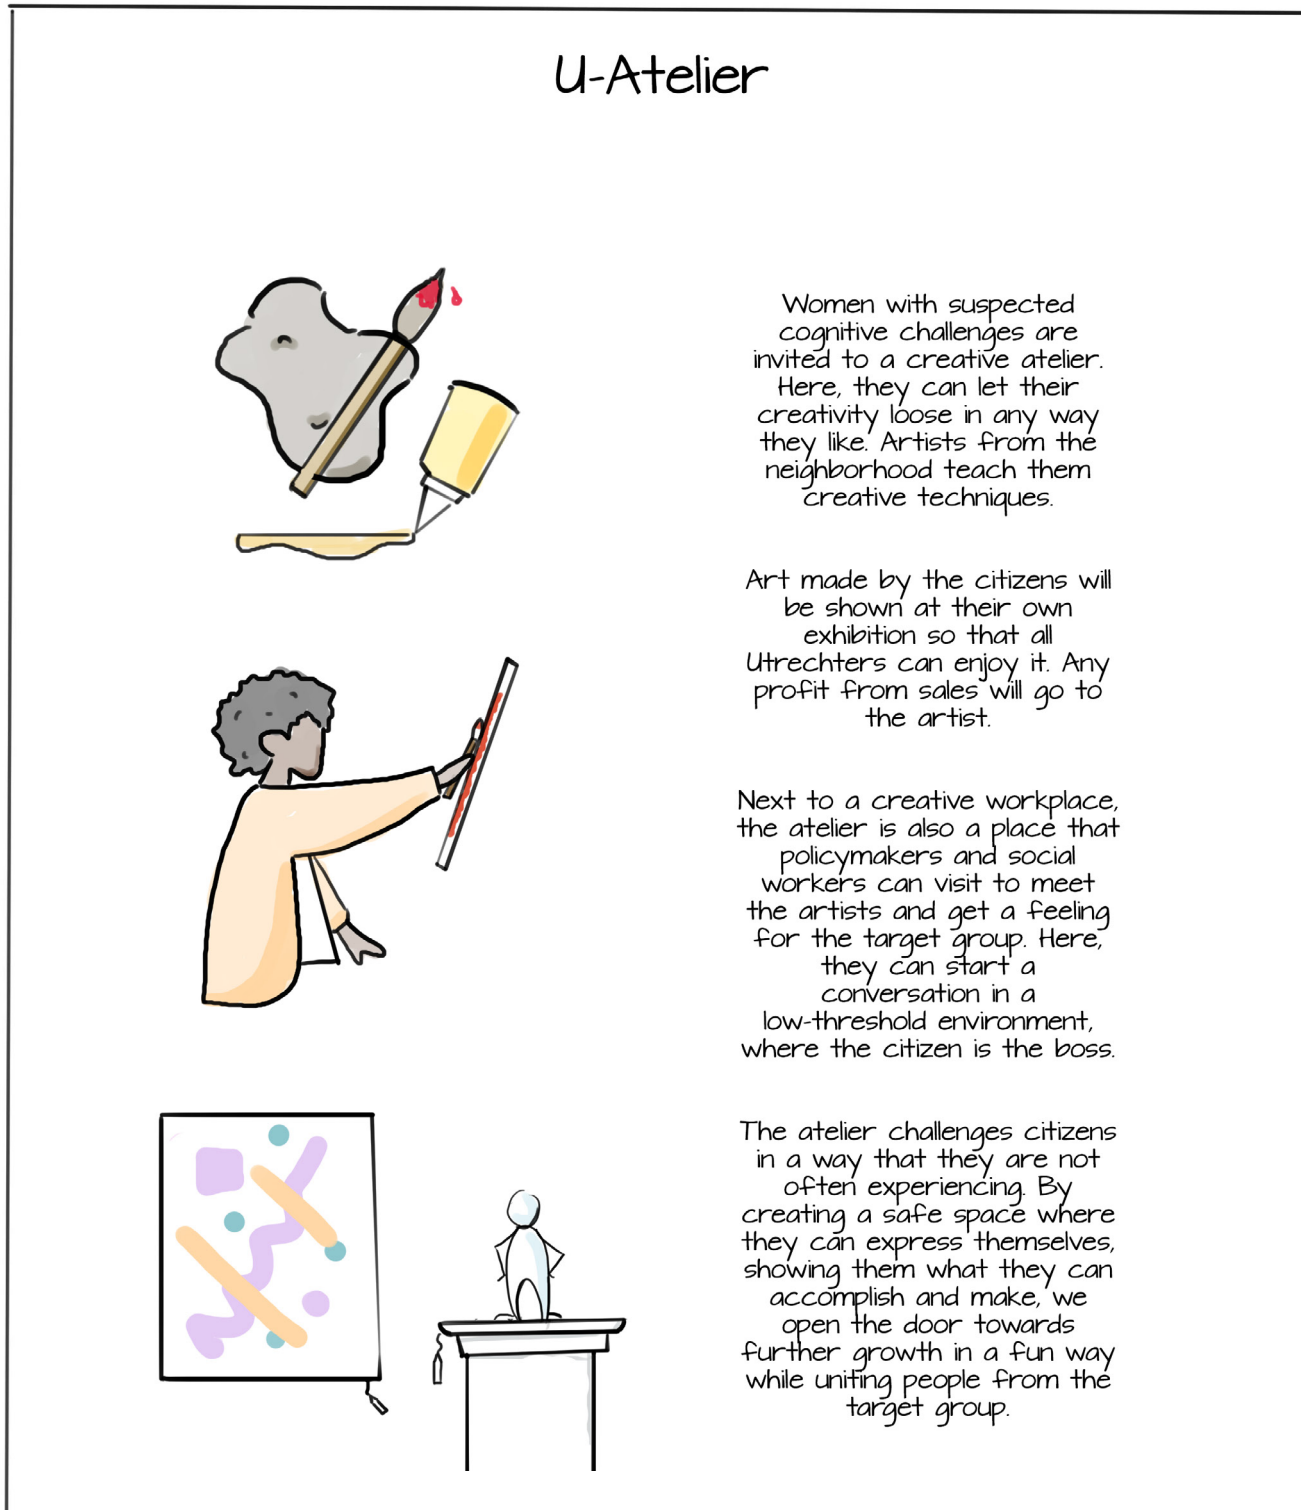 U-Atelier
Women with suspected
cognitive challenges are
invited to a creative atelier.
Here, they can let their
creativity loose in any way
they like. Artists from the
neighborhood teach them
creative techniques.
Art made by the citizens will
be shown at their own
exhibition so that all
Utrechters can enjoy it. Any
profit from sales will go to
the artist.
Next to a creative workplace,
the atelier is also a place that
policymakers and social
workers can visit to meet
the artists and get a feeling
for the target group. Here,
they can start a
conversation in a
low-threshold environment,
where the citizen is the boss.
The atelier challenges citizens
in a way that they are not
often experiencing. By
creating a safe space where
they can express themselves,
showing them what they can
accomplish and make, we
open the door towards
further growth in a fun way
while uniting people from the
target group.